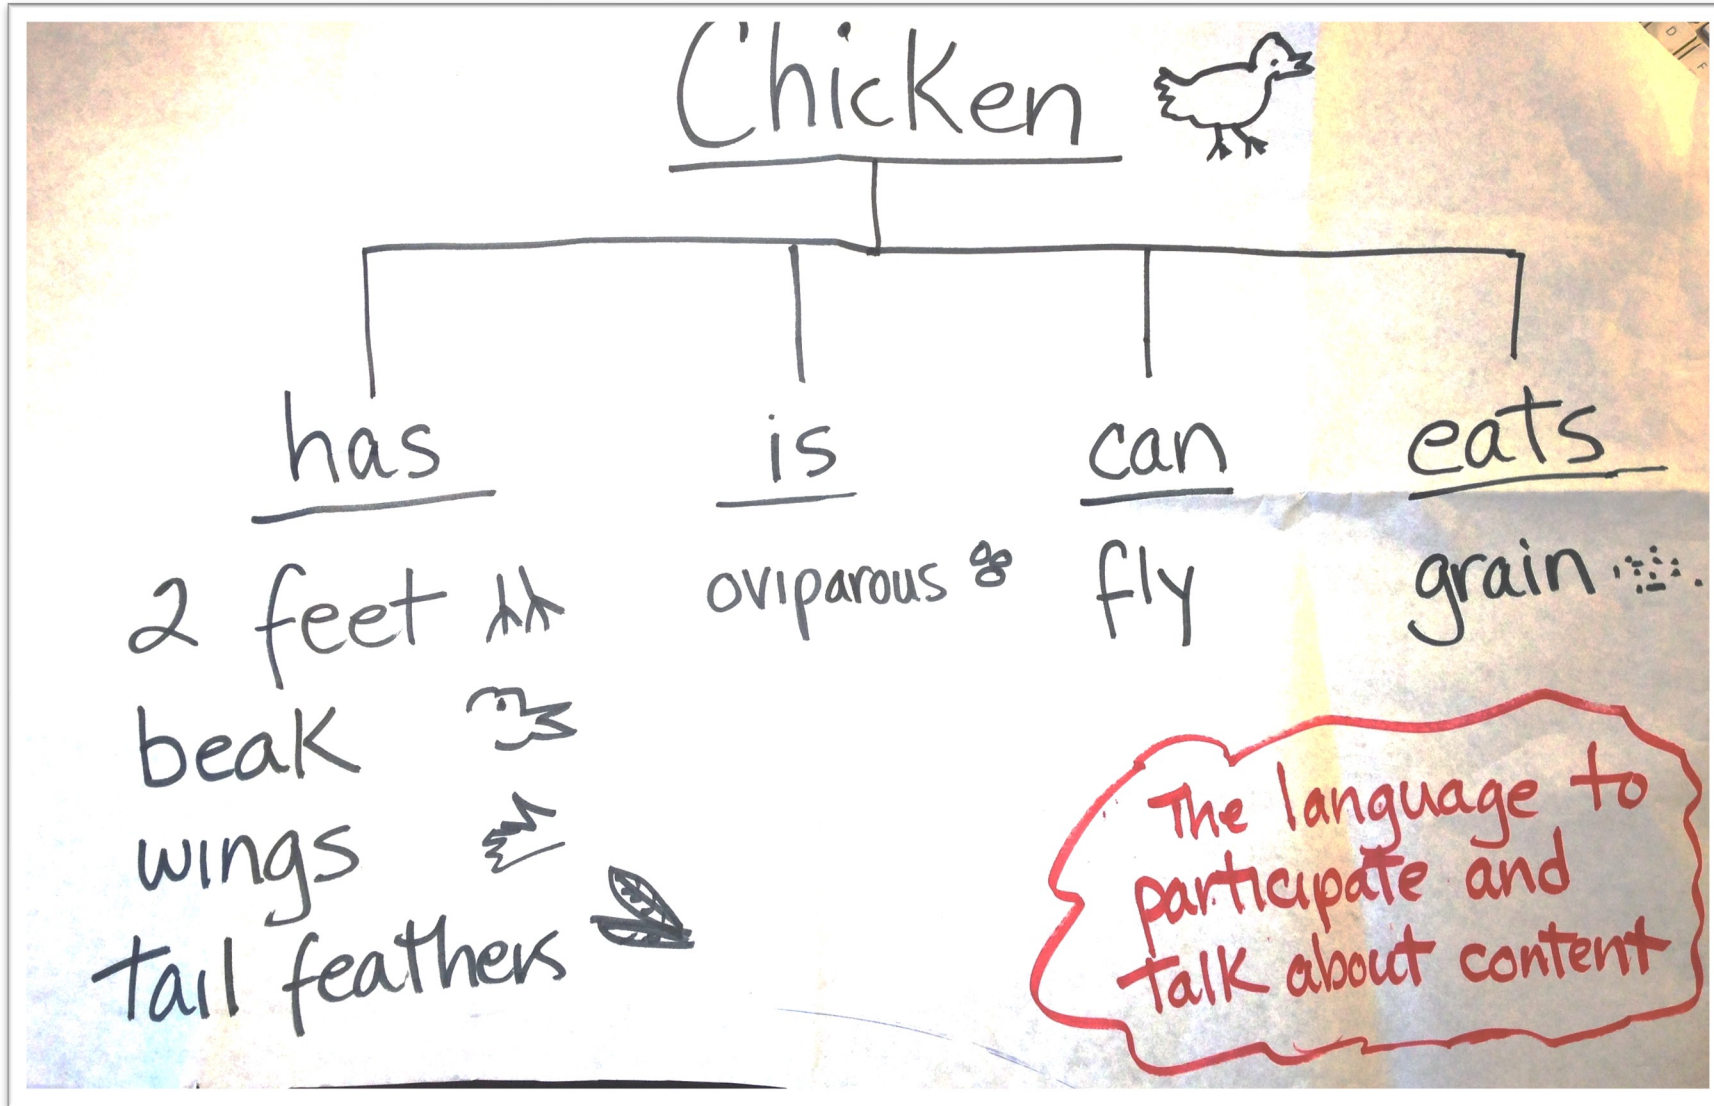 Chicken
has
is
can
eats
2 feet
oviparous
fly
grain
beak
wings
tail feathers
The language to
participate and
talk about content